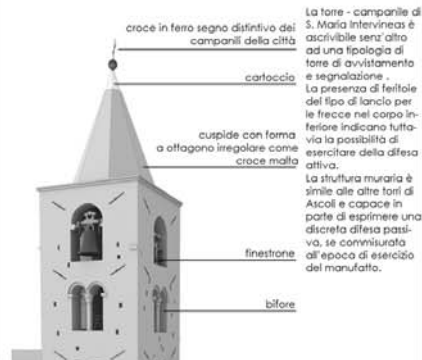 croce in ferro segno distintivo dei
campanili della città
cartoccio
cuspide con forma
a ottagono irregolare come
croce malta
finestrone
bifore
La torre - campanile di
S. Maria Intervineas è
ascrivibile senz'altro
ad una tipologia di
torre di avvistamento
e segnalazione .
La presenza di feritoie
del tipo di lancio per
le frecce nel corpo in-
feriore indicano tutta-
via la possibilità di
esercitare della difesa
attiva.
La struttura muraria è
simile alle altre torri di
Ascoli e capace in
parte di esprimere una
discreta difesa passi-
va, se commisurata
all'epoca di esercizio
del manufatto.